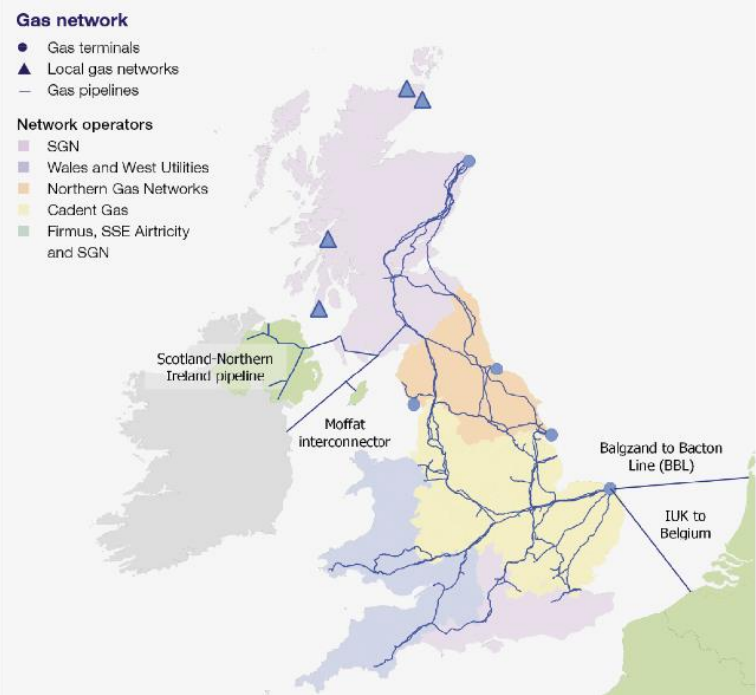 Gas network
Gas terminals
Local gas networks
Gas pipelines
Network operators
SGN
Wales and West Utilities
Northern Gas Networks
Cadent Gas
Firmus, SSE Airtricity
and SGN
Scotland-Northern
Ireland pipeline
Moffat
interconnector
Balgzand to Bacton
Line (BBL)
IUK to
Belgium